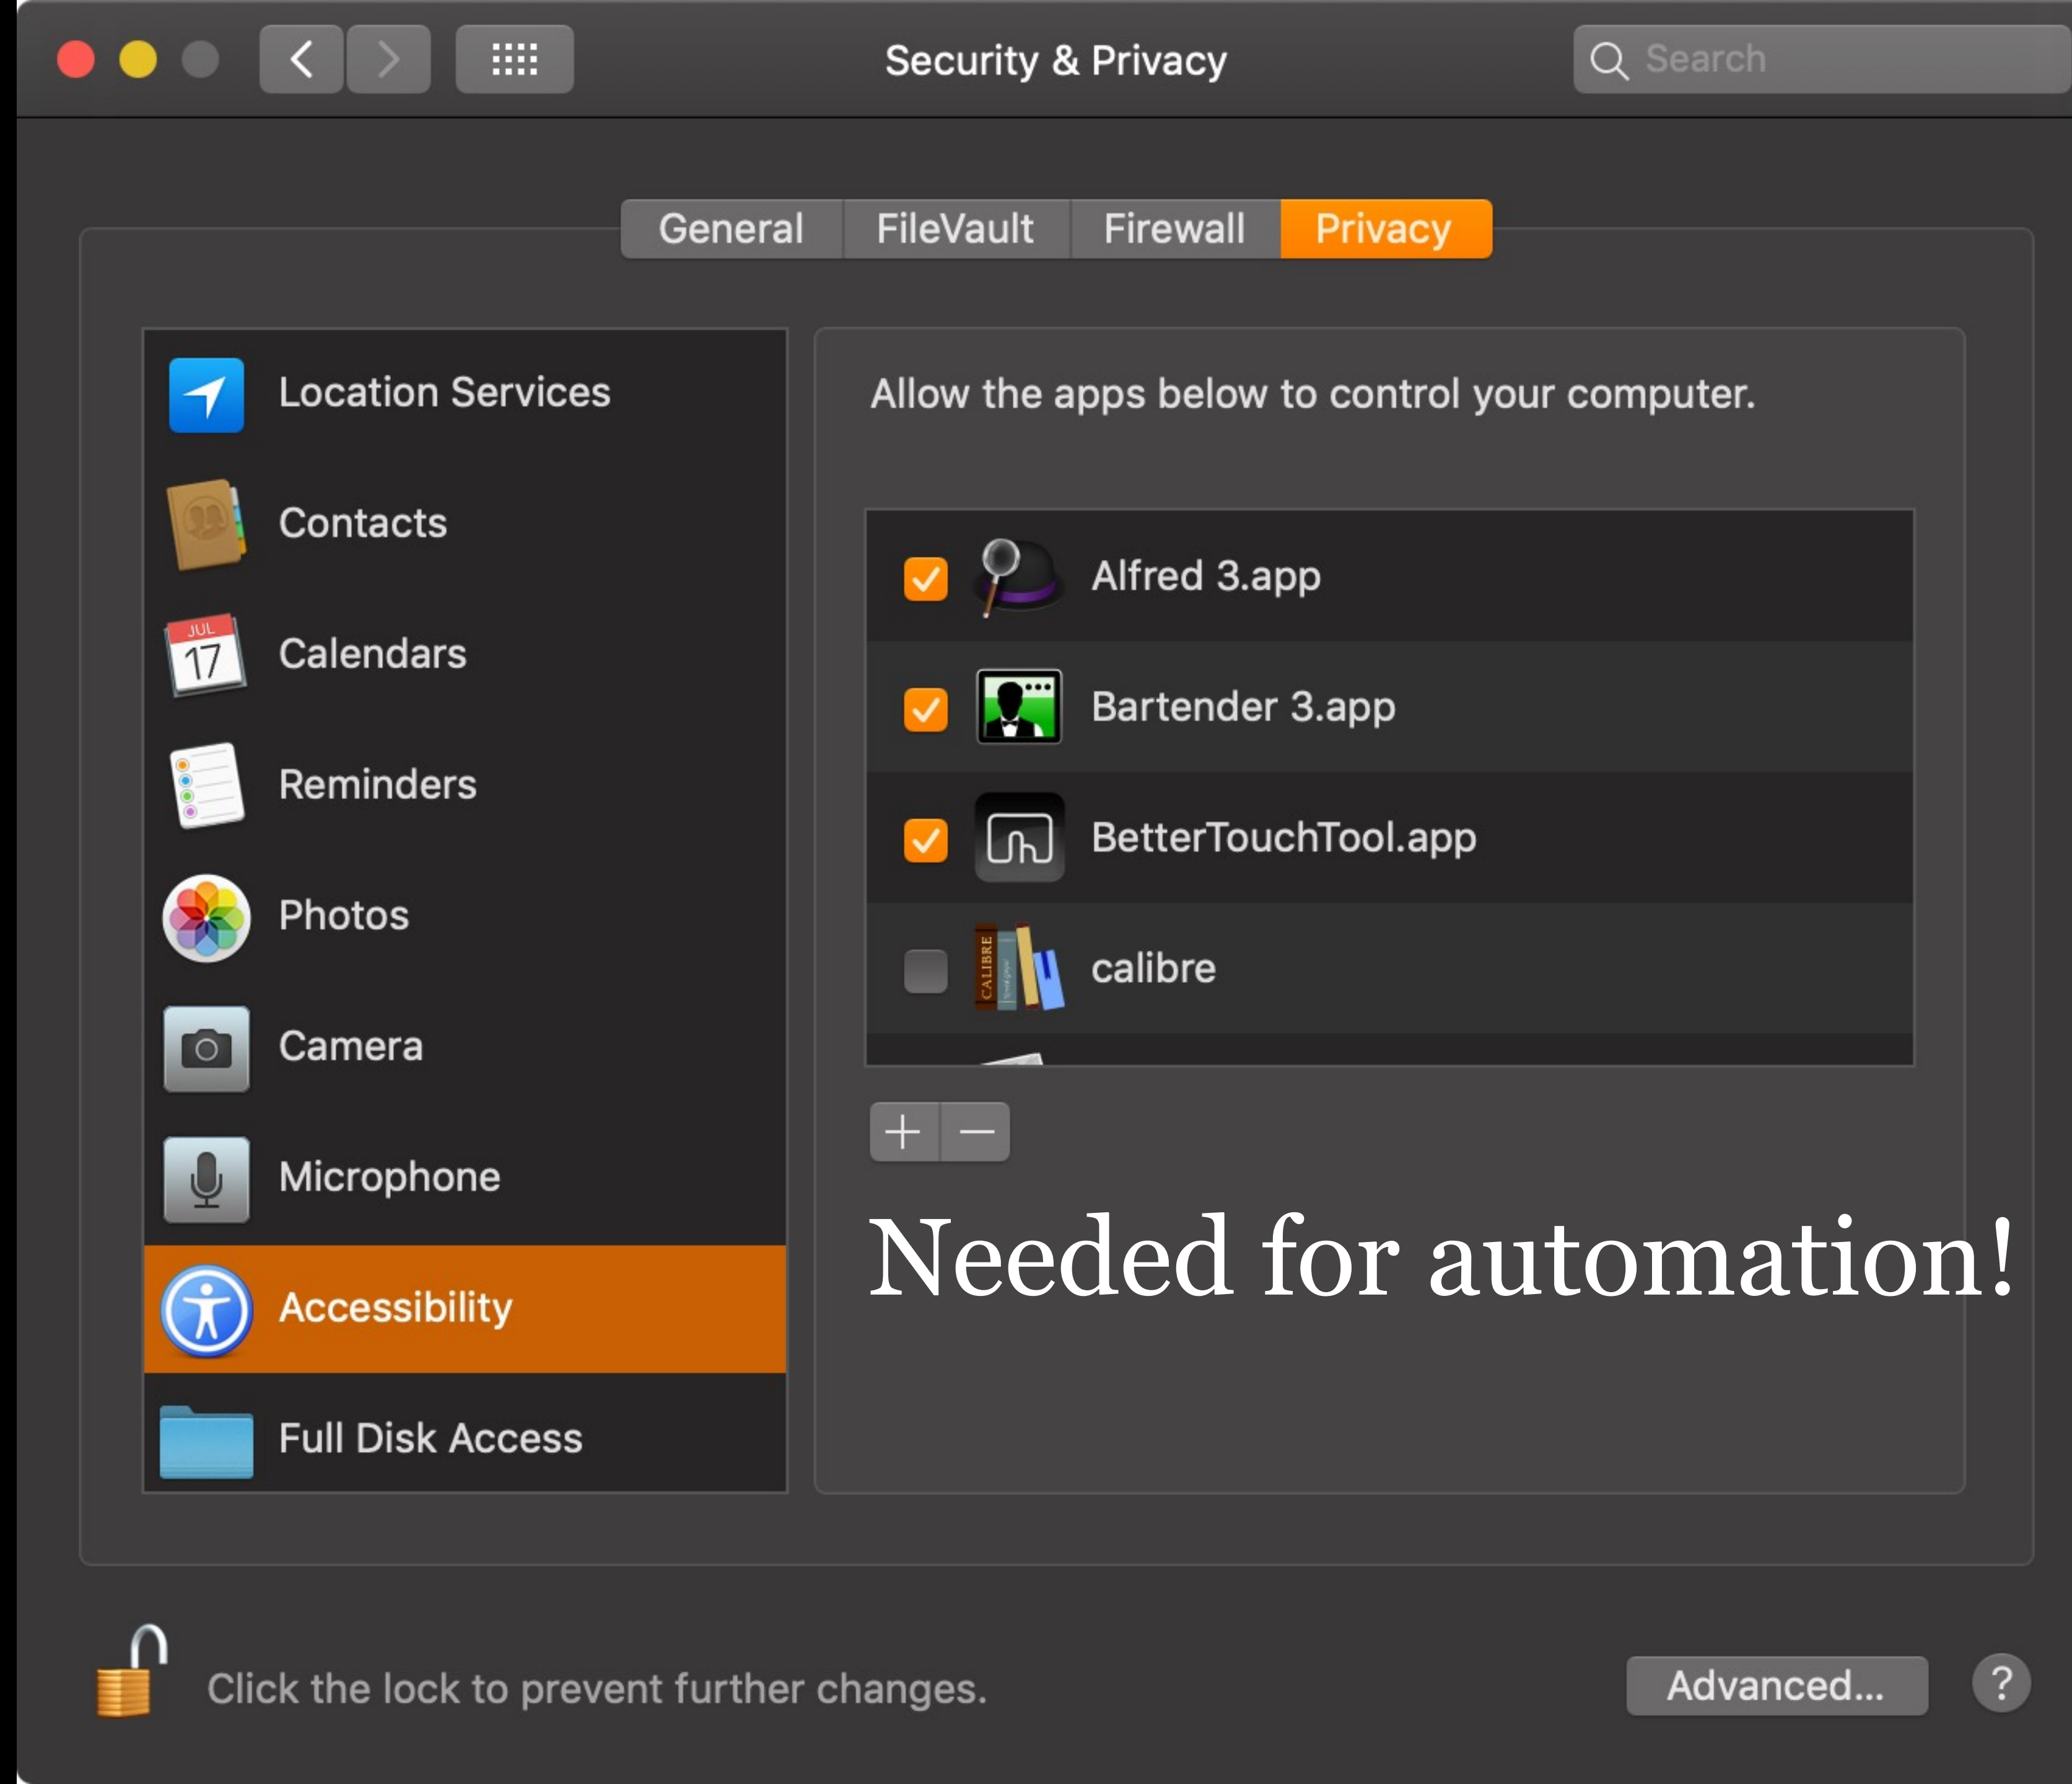 Security & Privacy
Search
General
FileVault
Firewall
Privacy
Location Services
Contacts
JUL
17
Calendars
Reminders
Photos
Camera
Microphone
Accessibility
Full Disk Access
Allow the apps below to control your computer.
Alfred 3.app
Bartender 3.app
BetterTouchTool.app
CALIBRE
calibre
Needed for automation!
Click the lock to prevent further changes.
Advanced...
?